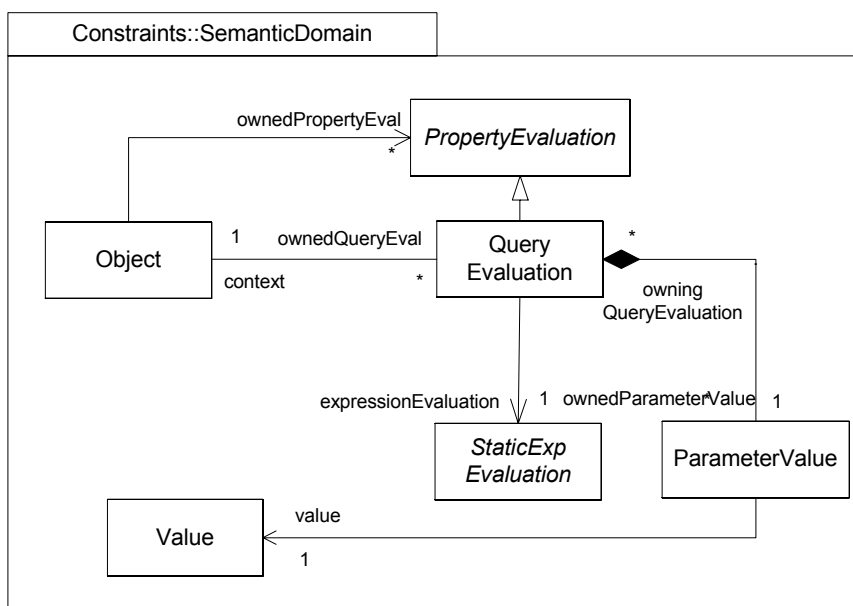 Constraints::SemanticDomain
ownedPropertyEval
*
PropertyEvaluation
Object
1
ownedQueryEval
context
*
Query
Evaluation
*
owning
QueryEvaluation
expressionEvaluation
1
ownedParameterValue
*
1
StaticExp
Evaluation
ParameterValue
Value
value
1